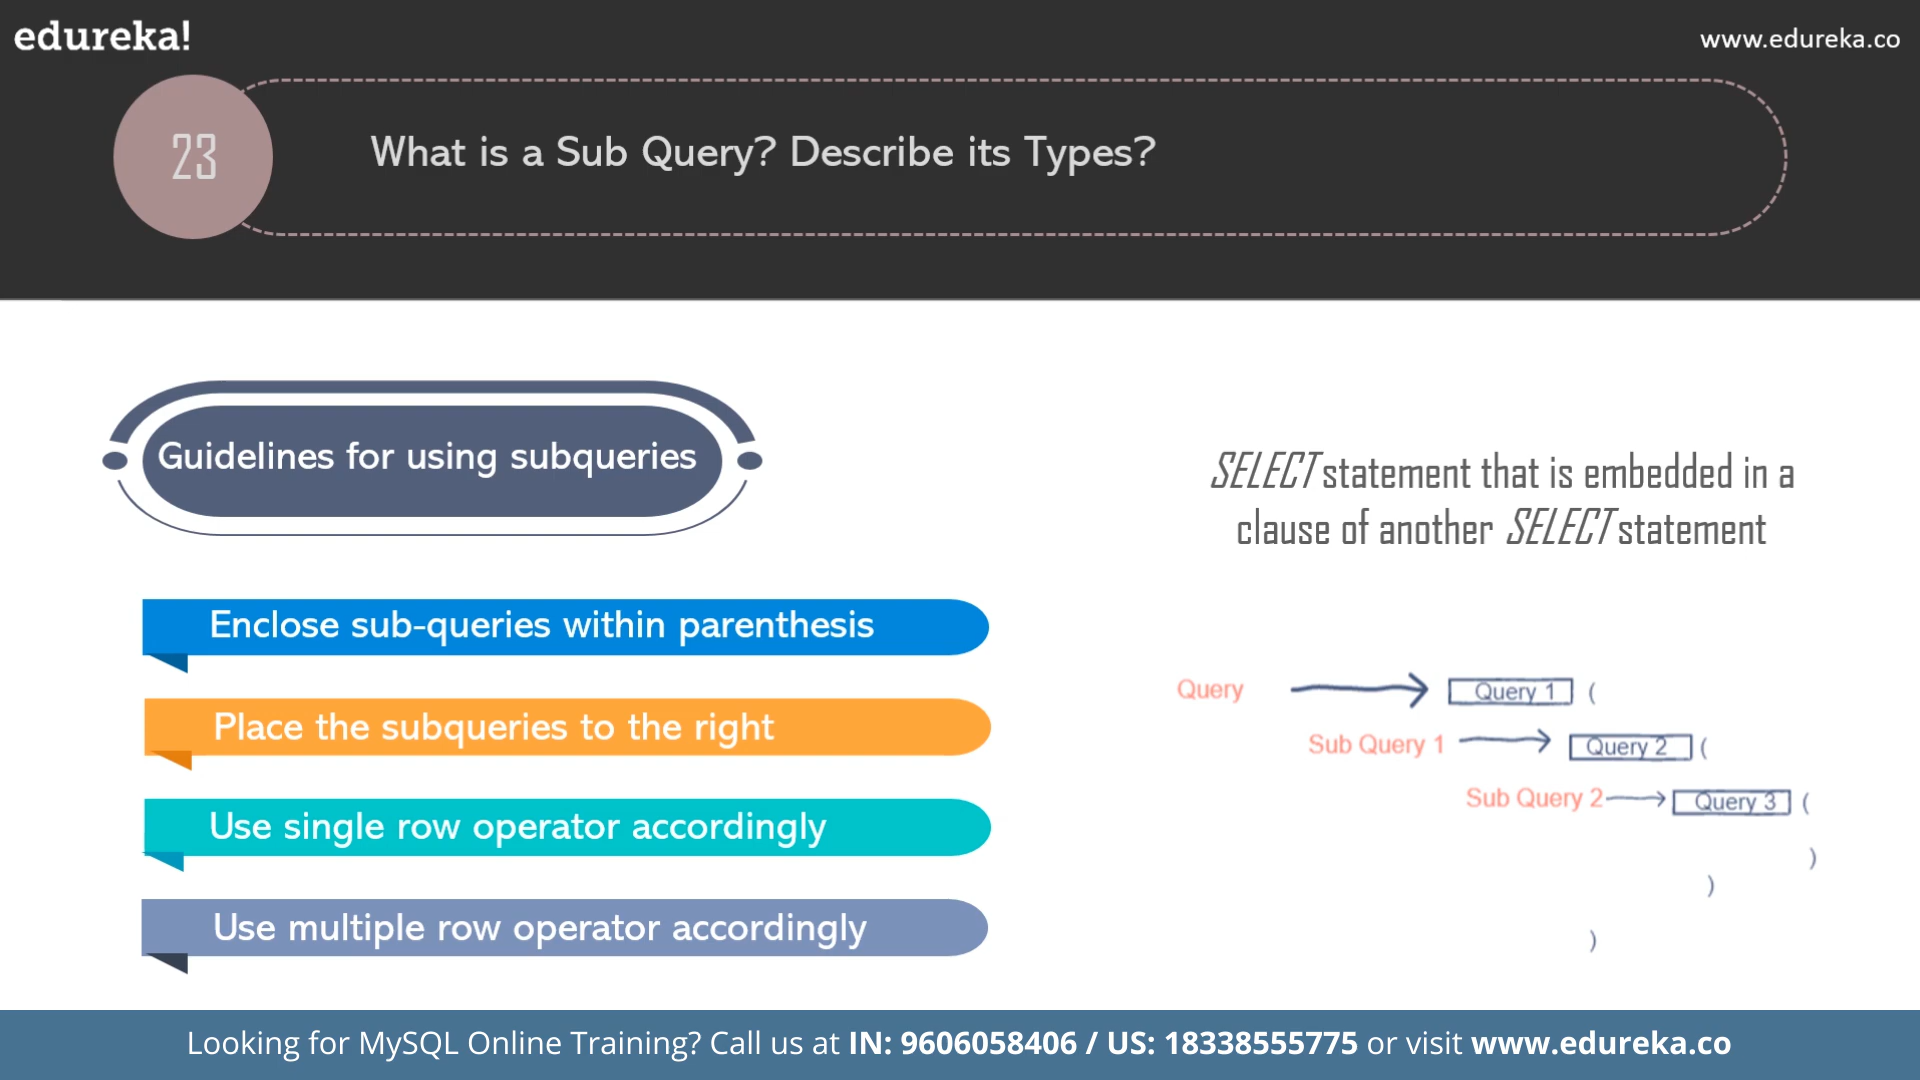 edureka!
www.edureka.co
23
What is a Sub Query? Describe its Types?
Guidelines for using subqueries
SELECT statement that is embedded in a
clause of another SELECT statement
Enclose sub-queries within parenthesis
Place the subqueries to the right
Use single row operator accordingly
Use multiple row operator accordingly
Query Query 1 (
Sub Query 1 Query 2 (
Sub Query 2 Query 3 (
)
)
)
Looking for MySQL Online Training? Call us at IN: 9606058406 / US: 18338555775 or visit www.edureka.co